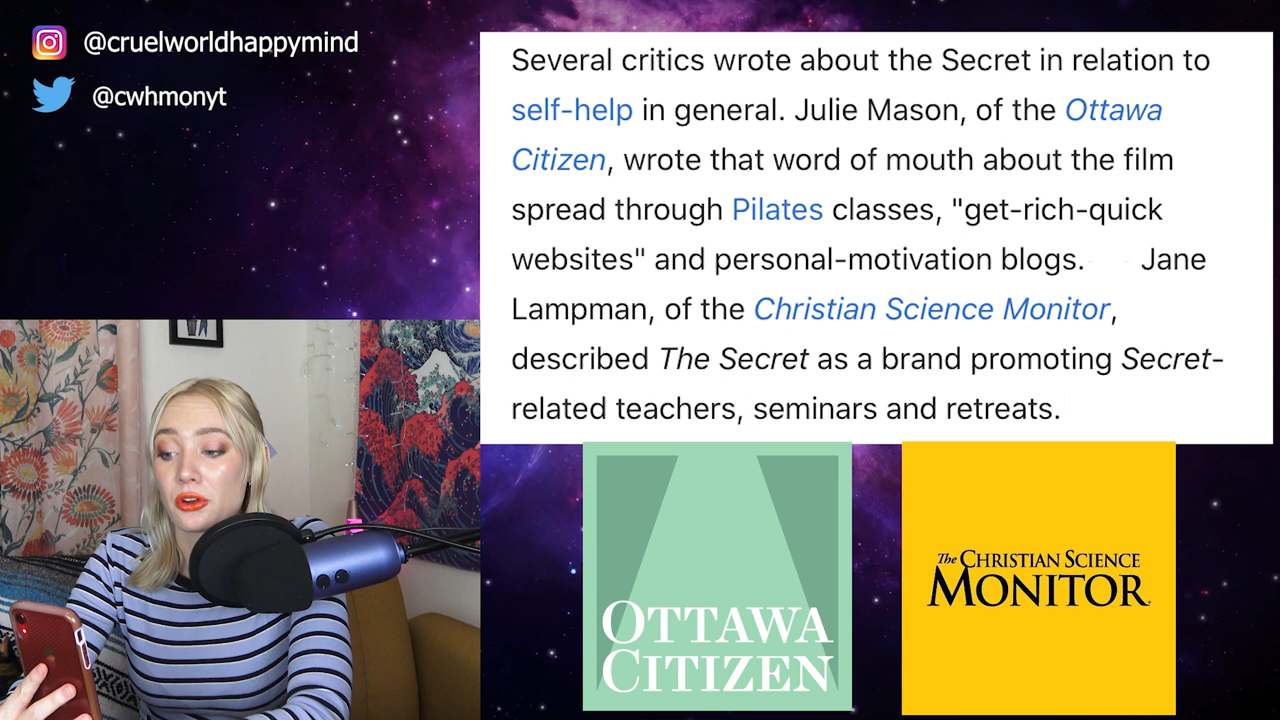 @cruelworldhappymind
@cwhmonyt
Several critics wrote about the Secret in relation to
self-help in general. Julie Mason, of the Ottawa
Citizen, wrote that word of mouth about the film
spread through Pilates classes, "get-rich-quick
websites" and personal-motivation blogs. Jane
Lampman, of the Christian Science Monitor,
described The Secret as a brand promoting Secret-
related teachers, seminars and retreats.
OTTAWA
CITIZEN
The CHRISTIAN SCIENCE
MONITOR